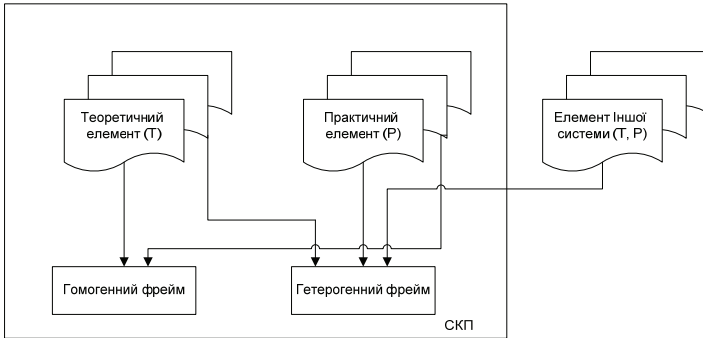 Теоретичний
елемент (Т)
Практичний
елемент (Р)
Елемент Іншої
системи (Т, Р)
Гомогенний фрейм
Гетерогенний фрейм
СКП